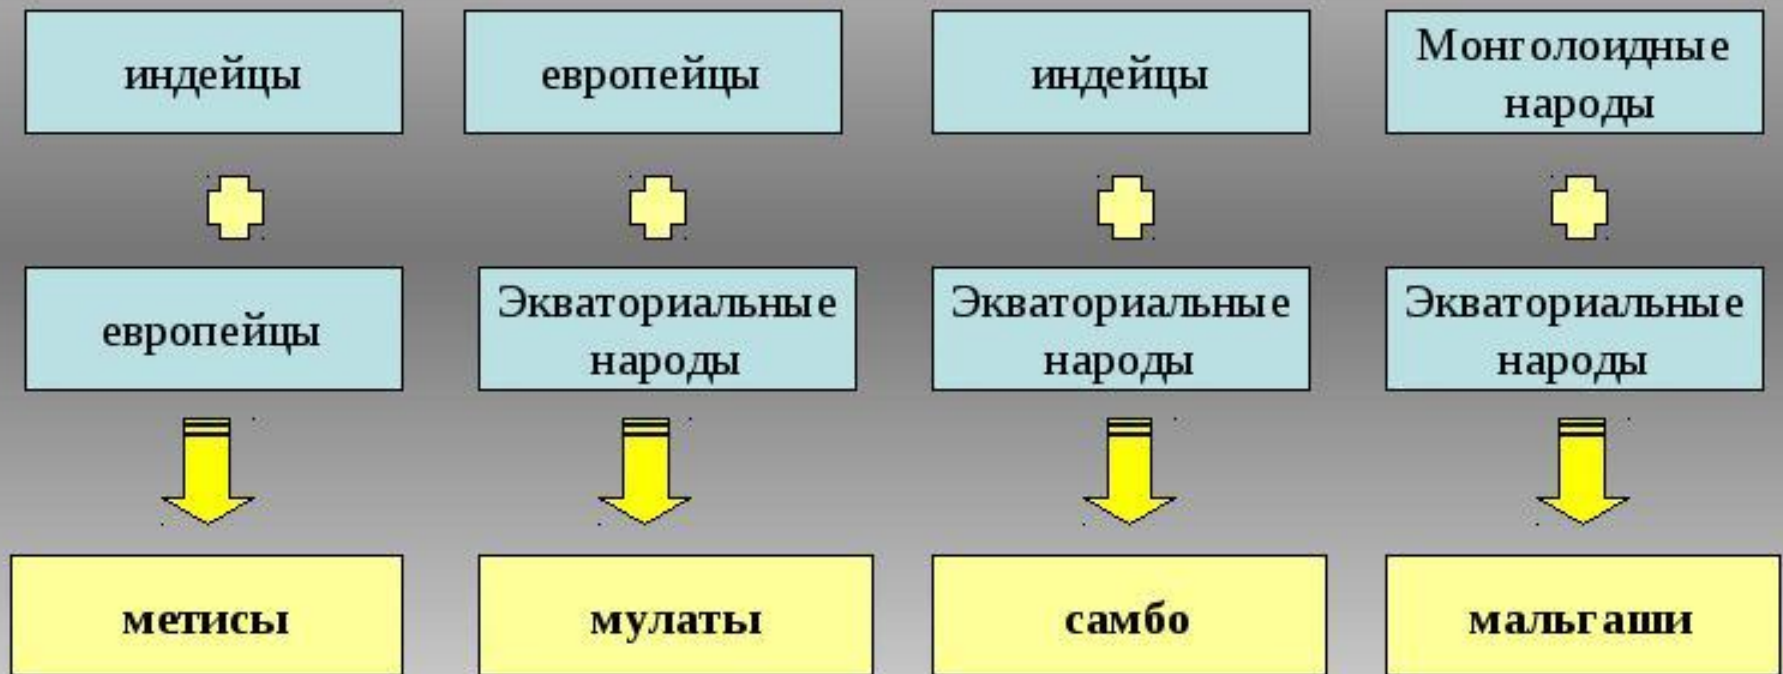 индейцы
европейцы
индейцы
Монголоидные
народы
европейцы
Экваториальные
народы
Экваториальные
народы
Экваториальные
народы
метисы
мулаты
самбо
мальгаши